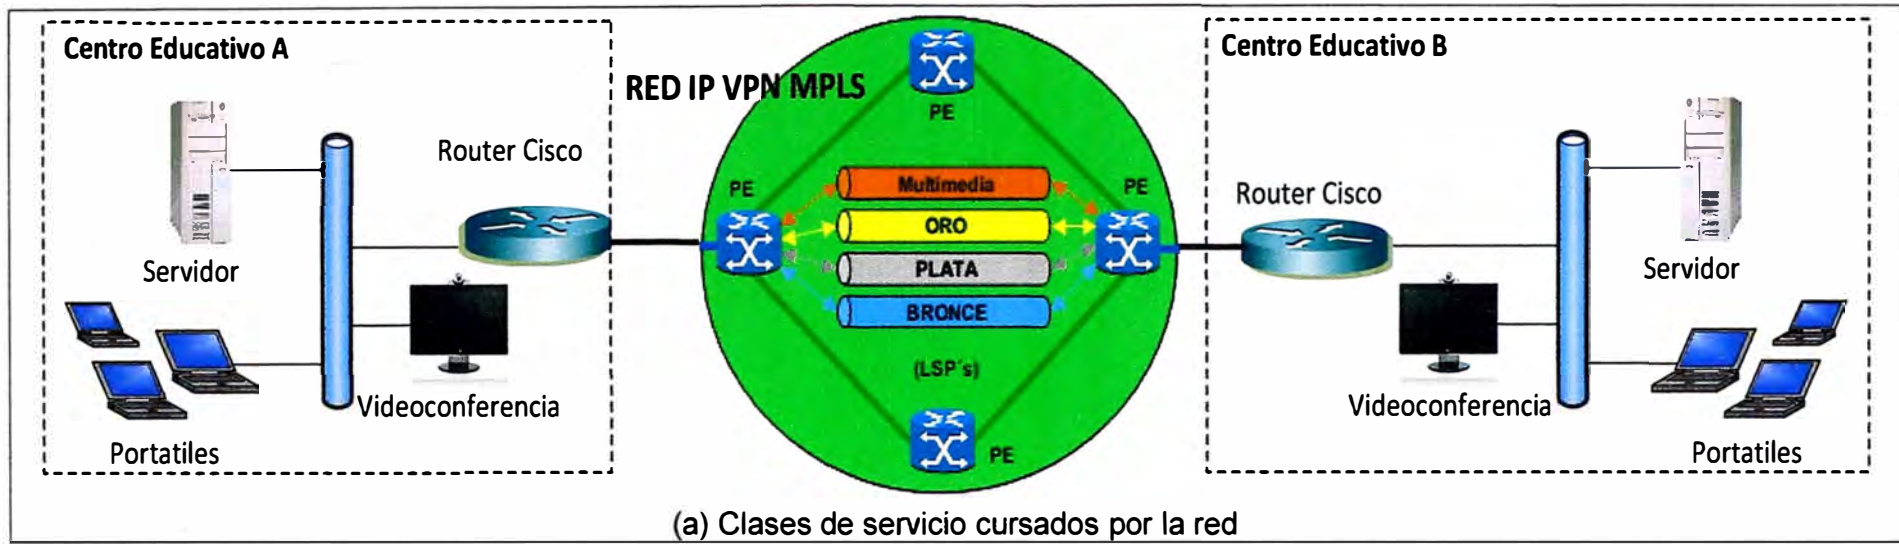 Centro Educativo A
Servidor
Portatiles
Router Cisco
Videoconferencia
RED IP VPN MPLS
PE
PE
PE
Multimedia
ORO
PLATA
BRONCE
(LSP´s)
PE
Centro Educativo B
Router Cisco
Servidor
Videoconferencia
Portatiles
(a) Clases de servicio cursados por la red